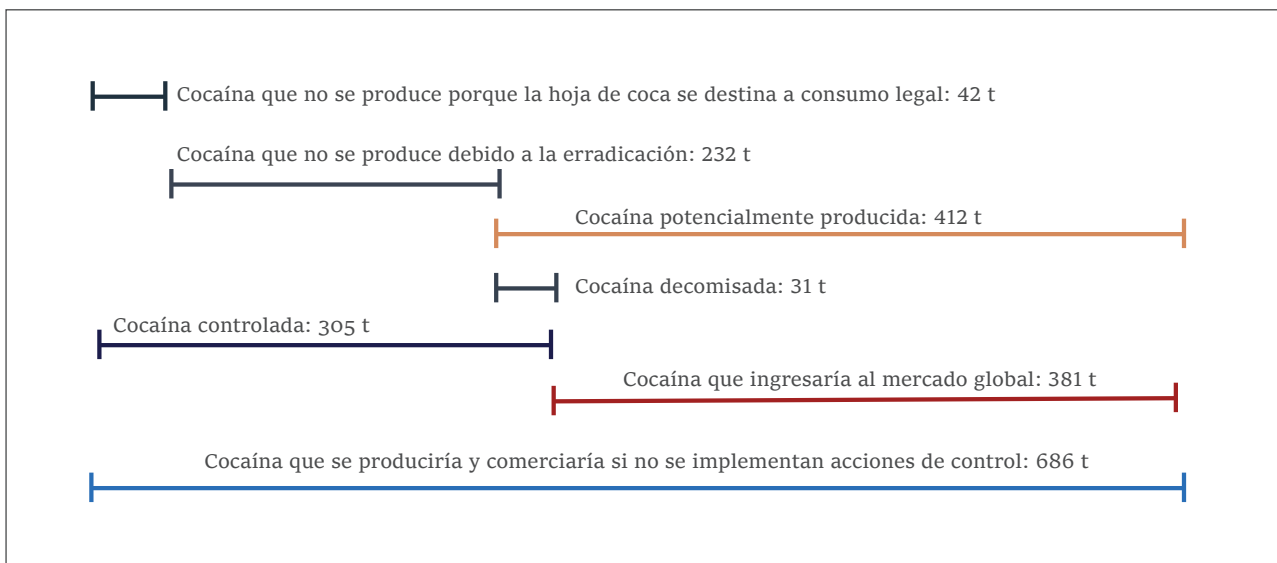 Cocaína que no se produce porque la hoja de coca se destina a consumo legal: 42 t
Cocaína que no se produce debido a la erradicación: 232 t
Cocaína potencialmente producida: 412 t
Cocaína decomisada: 31 t
Cocaína controlada: 305 t
Cocaína que ingresaría al mercado global: 381 t
Cocaína que se produciría y comerciaría si no se implementan acciones de control: 686 t